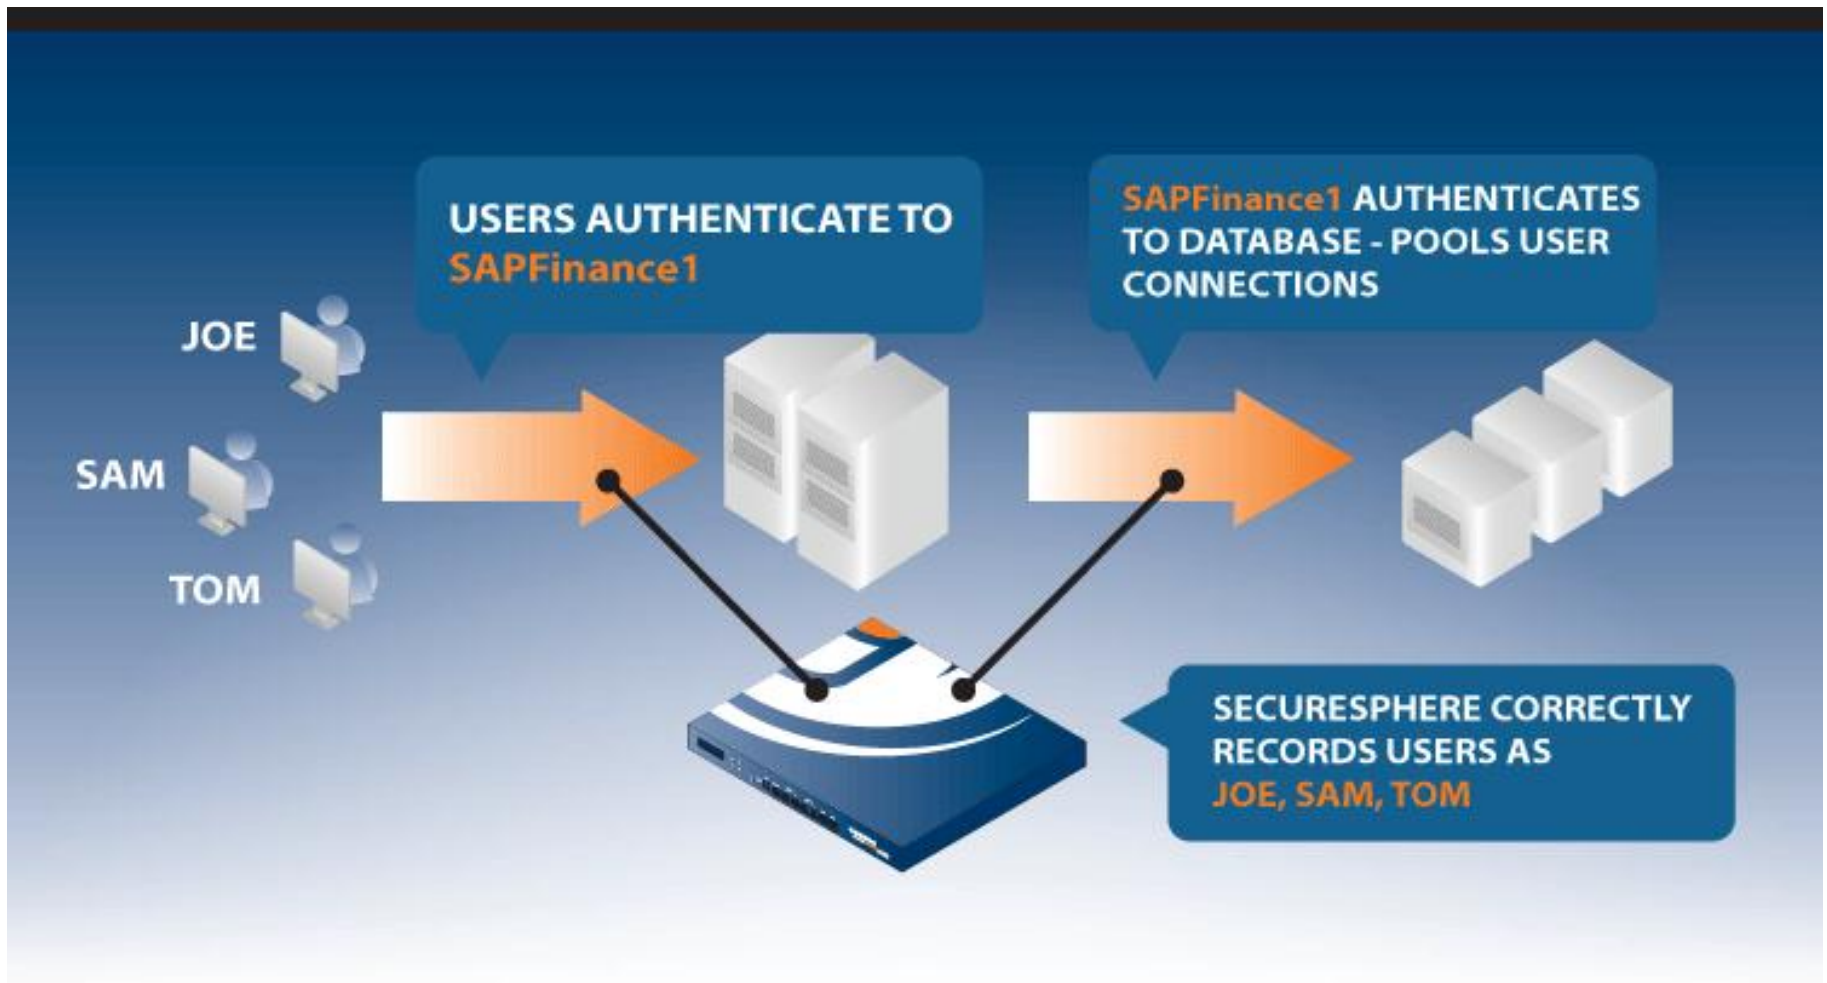 USERS AUTHENTICATE TO
SAPFinance1
SAPFinance1 AUTHENTICATES
TO DATABASE - POOLS USER
CONNECTIONS
JOE
SAM
TOM
SECURESPHERE CORRECTLY
RECORDS USERS AS
JOE, SAM, TOM